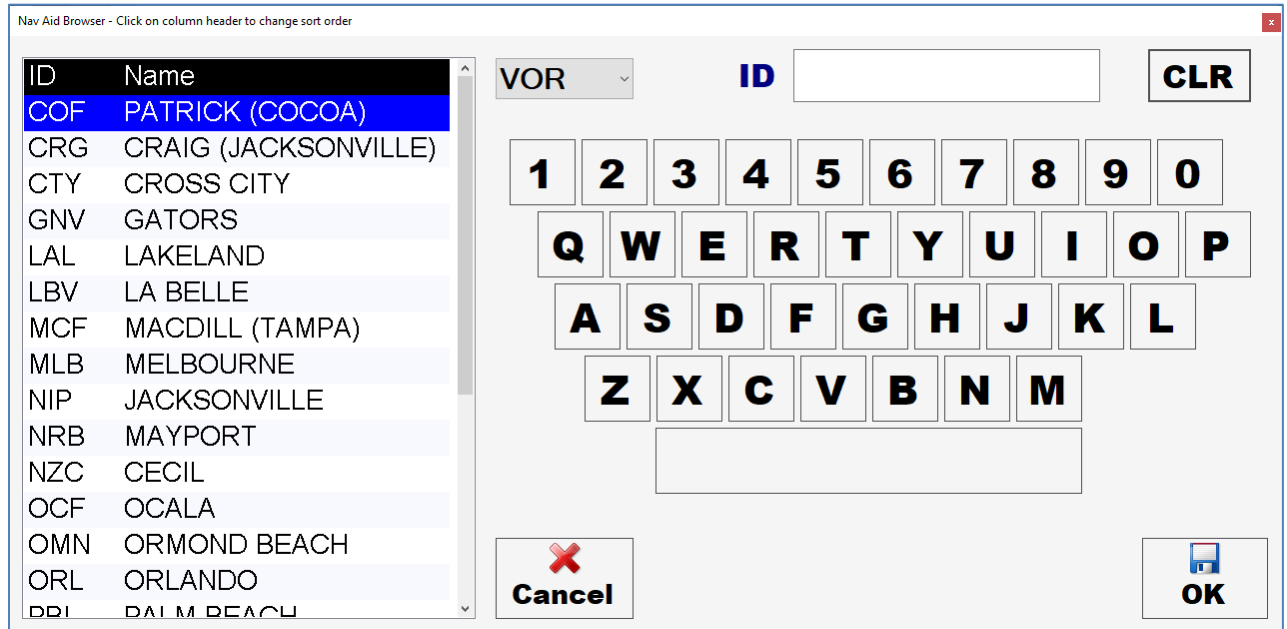 Nav Aid Browser - Click on column header to change sort order
x
ID Name
COF PATRICK (COCOA)
CRG CRAIG (JACKSONVILLE)
CTY CROSS CITY
GNV GATORS
LAL LAKELAND
LBV LA BELLE
MCF MACDILL (TAMPA)
MLB MELBOURNE
NIP JACKSONVILLE
NRB MAYPORT
NZC CECIL
OCF OCALA
OMN ORMOND BEACH
ORL ORLANDO
PBI PALM BEACH
VOR
ID
CLR
1 2 3 4 5 6 7 8 9 0
Q W E R T Y U I O P
A S D F G H J K L
Z X C V B N M
Cancel
OK